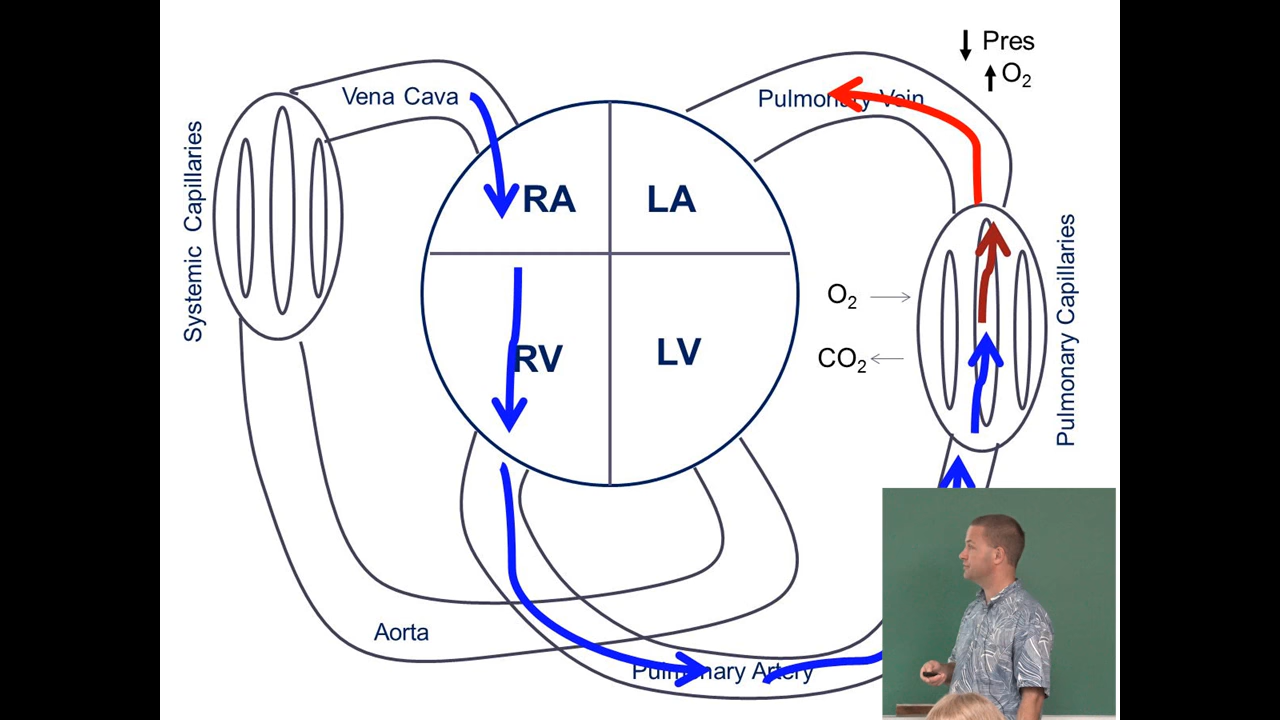 ↓ Pres
↑ O₂
Vena Cava
Pulmonary Vein
Systemic Capillaries
RA
LA
Pulmonary Capillaries
O₂ →
CO₂ ←
RV
LV
Aorta
Pulmonary Artery